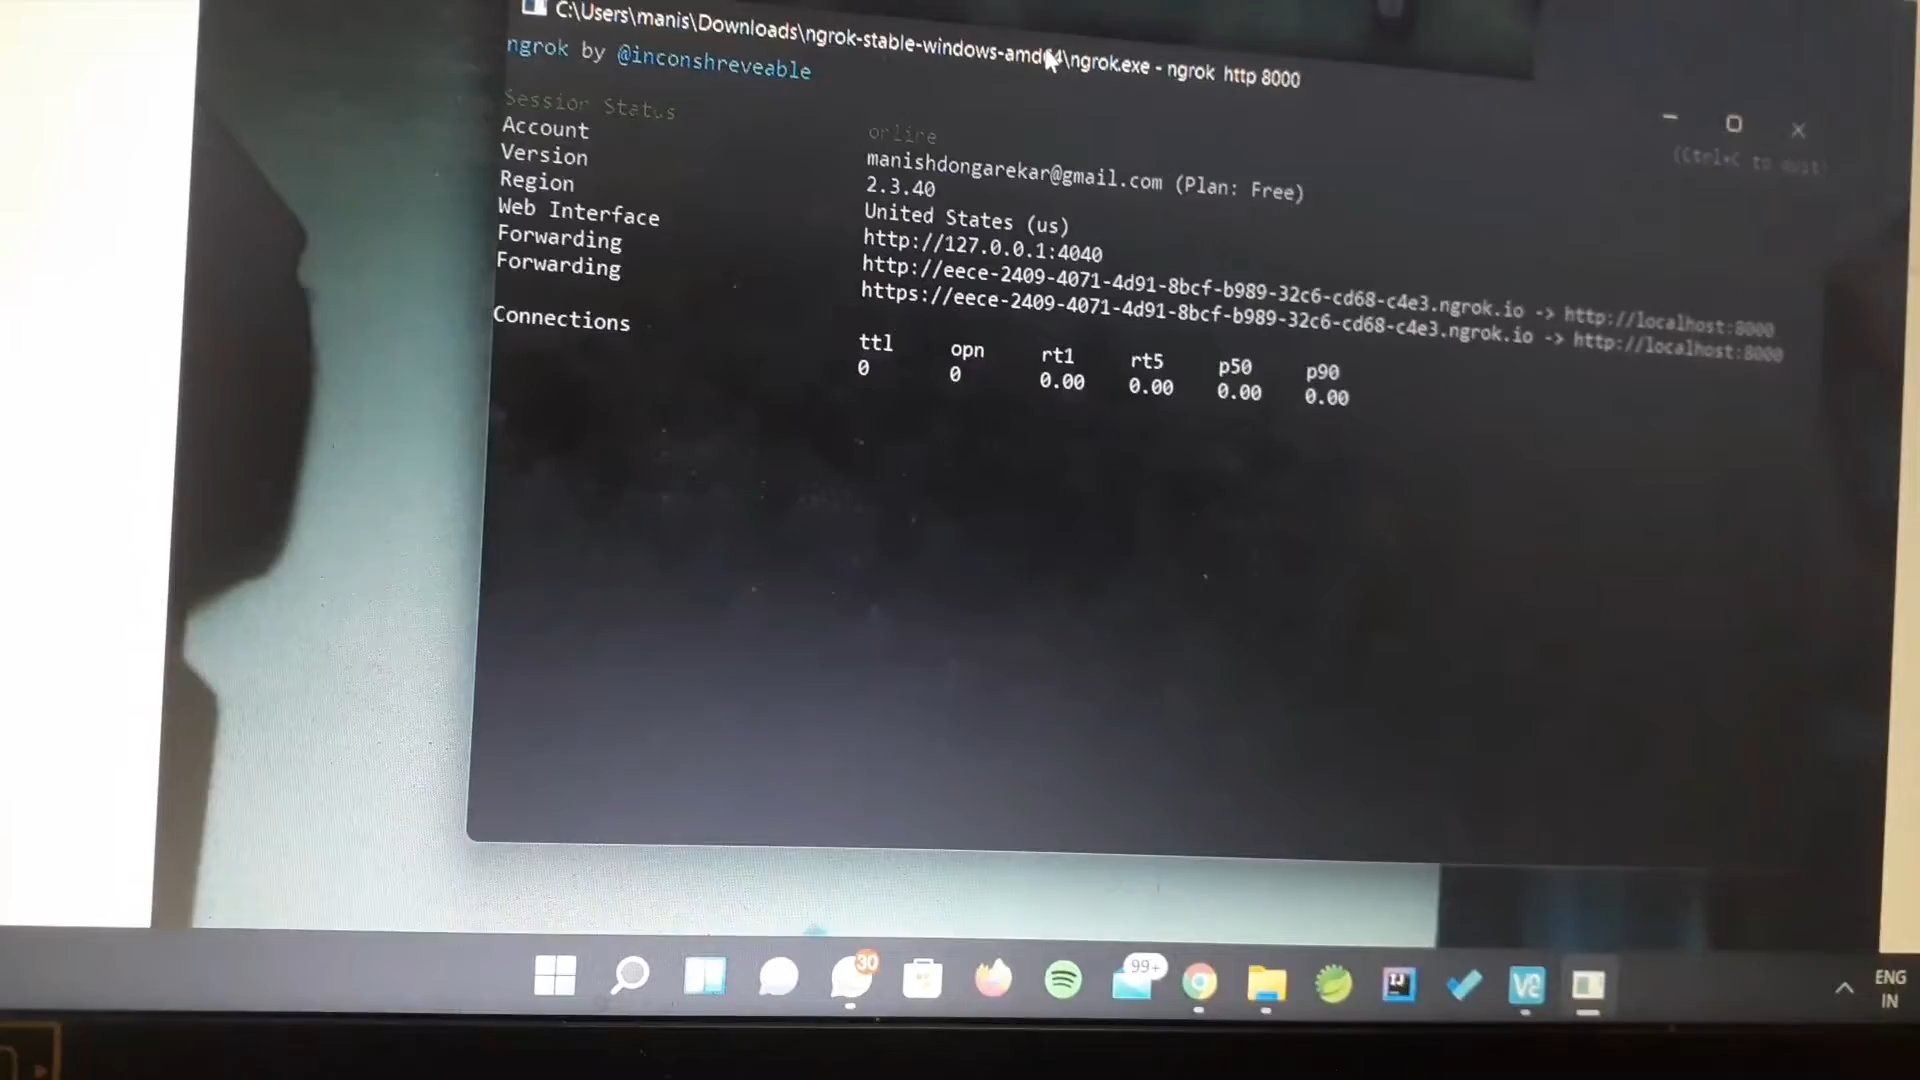 C:\Users\manis\Downloads\ngrok-stable-windows-amd64\ngrok.exe - ngrok http 8000
ngrok by @inconshreveable
(Ctrl+C to quit)
Session Status online
Account manishdongarekar@gmail.com (Plan: Free)
Version 2.3.40
Region United States (us)
Web Interface http://127.0.0.1:4040
Forwarding http://eece-2409-4071-4d91-8bcf-b989-32c6-cd68-c4e3.ngrok.io -> http://localhost:8000
Forwarding https://eece-2409-4071-4d91-8bcf-b989-32c6-cd68-c4e3.ngrok.io -> http://localhost:8000
Connections ttl opn rt1 rt5 p50 p90
0 0 0.00 0.00 0.00 0.00
30
99+
IJ
ENG
IN